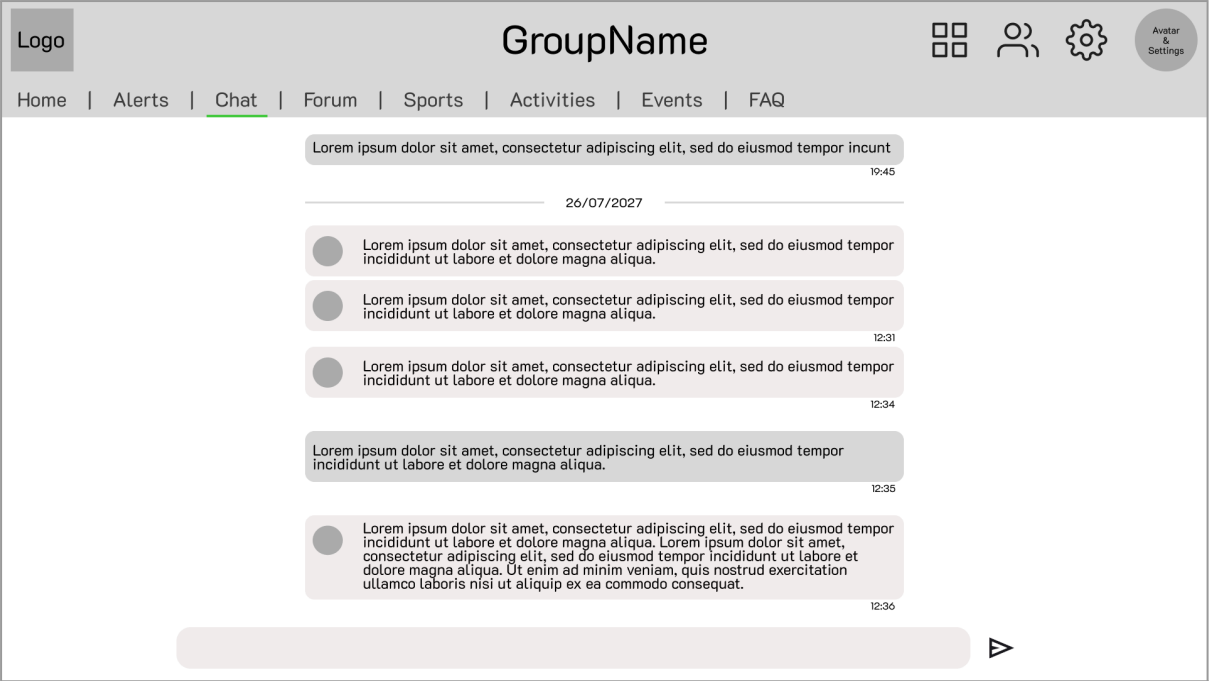 Logo
GroupName
Avatar
&
Settings
Home | Alerts | Chat | Forum | Sports | Activities | Events | FAQ
Lorem ipsum dolor sit amet, consectetur adipiscing elit, sed do eiusmod tempor incunt
19:45
26/07/2027
Lorem ipsum dolor sit amet, consectetur adipiscing elit, sed do eiusmod tempor
incididunt ut labore et dolore magna aliqua.
Lorem ipsum dolor sit amet, consectetur adipiscing elit, sed do eiusmod tempor
incididunt ut labore et dolore magna aliqua.
12:31
Lorem ipsum dolor sit amet, consectetur adipiscing elit, sed do eiusmod tempor
incididunt ut labore et dolore magna aliqua.
12:34
Lorem ipsum dolor sit amet, consectetur adipiscing elit, sed do eiusmod tempor
incididunt ut labore et dolore magna aliqua.
12:35
Lorem ipsum dolor sit amet, consectetur adipiscing elit, sed do eiusmod tempor
incididunt ut labore et dolore magna aliqua. Lorem ipsum dolor sit amet,
consectetur adipiscing elit, sed do eiusmod tempor incididunt ut labore et
dolore magna aliqua. Ut enim ad minim veniam, quis nostrud exercitation
ullamco laboris nisi ut aliquip ex ea commodo consequat.
12:36